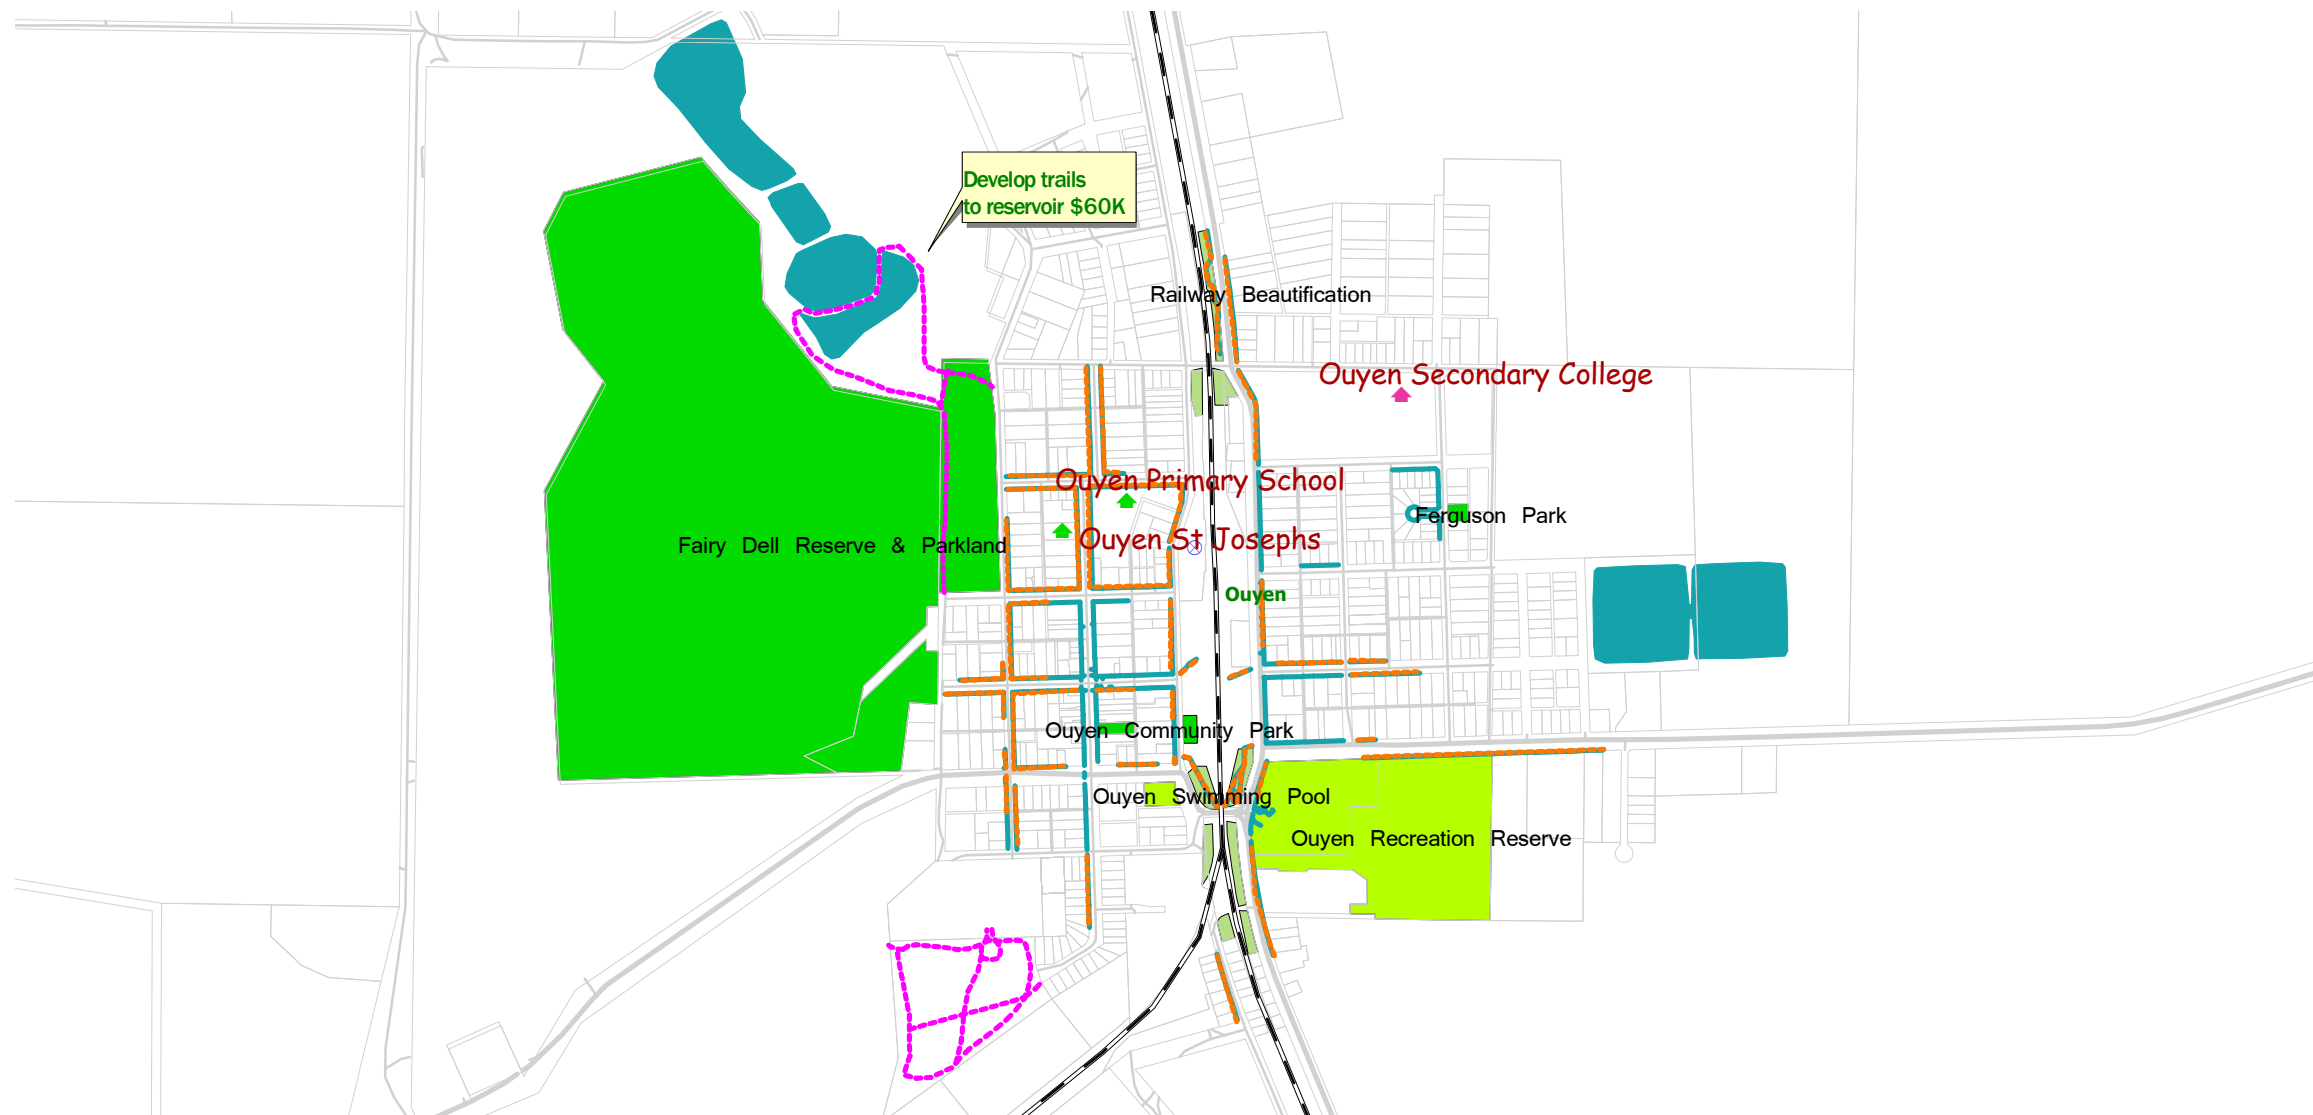 Develop trails
to reservoir $60K
Railway Beautification
Ouyen Secondary College
Ouyen Primary School
Ferguson Park
Ouyen St Josephs
Fairy Dell Reserve & Parkland
Ouyen
Ouyen Community Park
Ouyen Swimming Pool
Ouyen Recreation Reserve